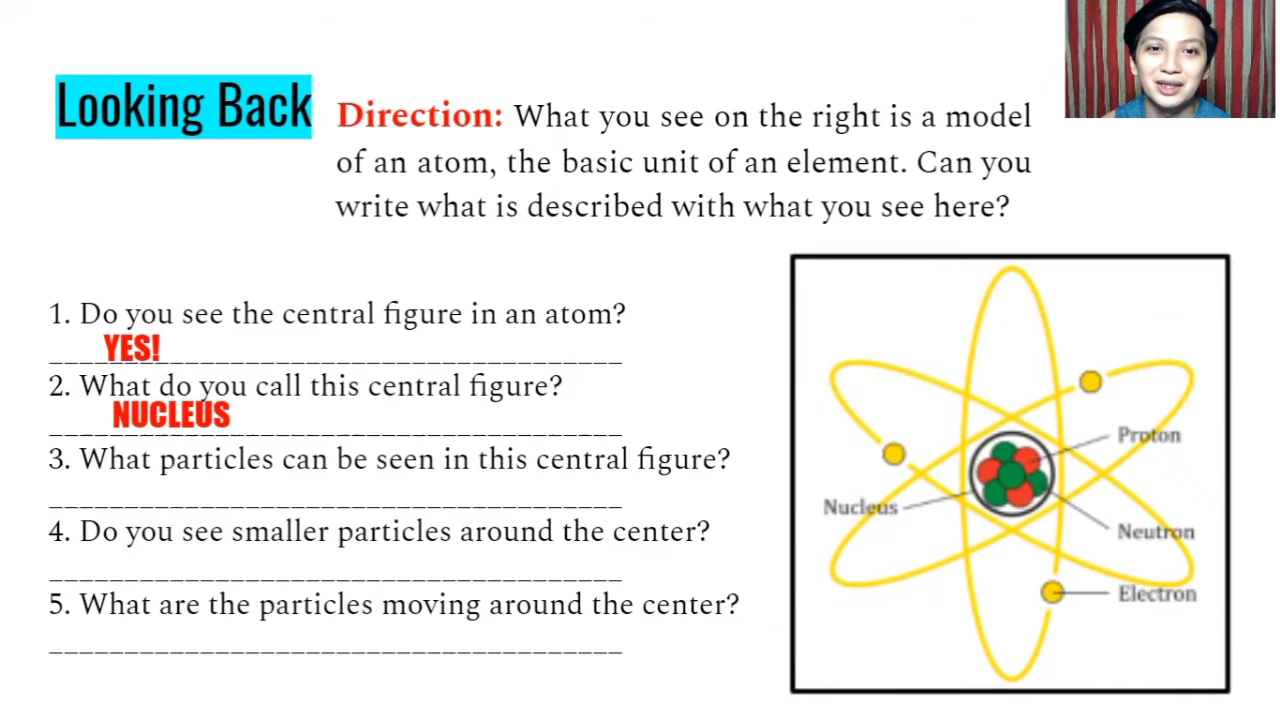 Looking Back
Direction: What you see on the right is a model
of an atom, the basic unit of an element. Can you
write what is described with what you see here?
1. Do you see the central figure in an atom?
YES!
2. What do you call this central figure?
NUCLEUS
3. What particles can be seen in this central figure?
4. Do you see smaller particles around the center?
5. What are the particles moving around the center?
Proton
Nucleus
Neutron
Electron